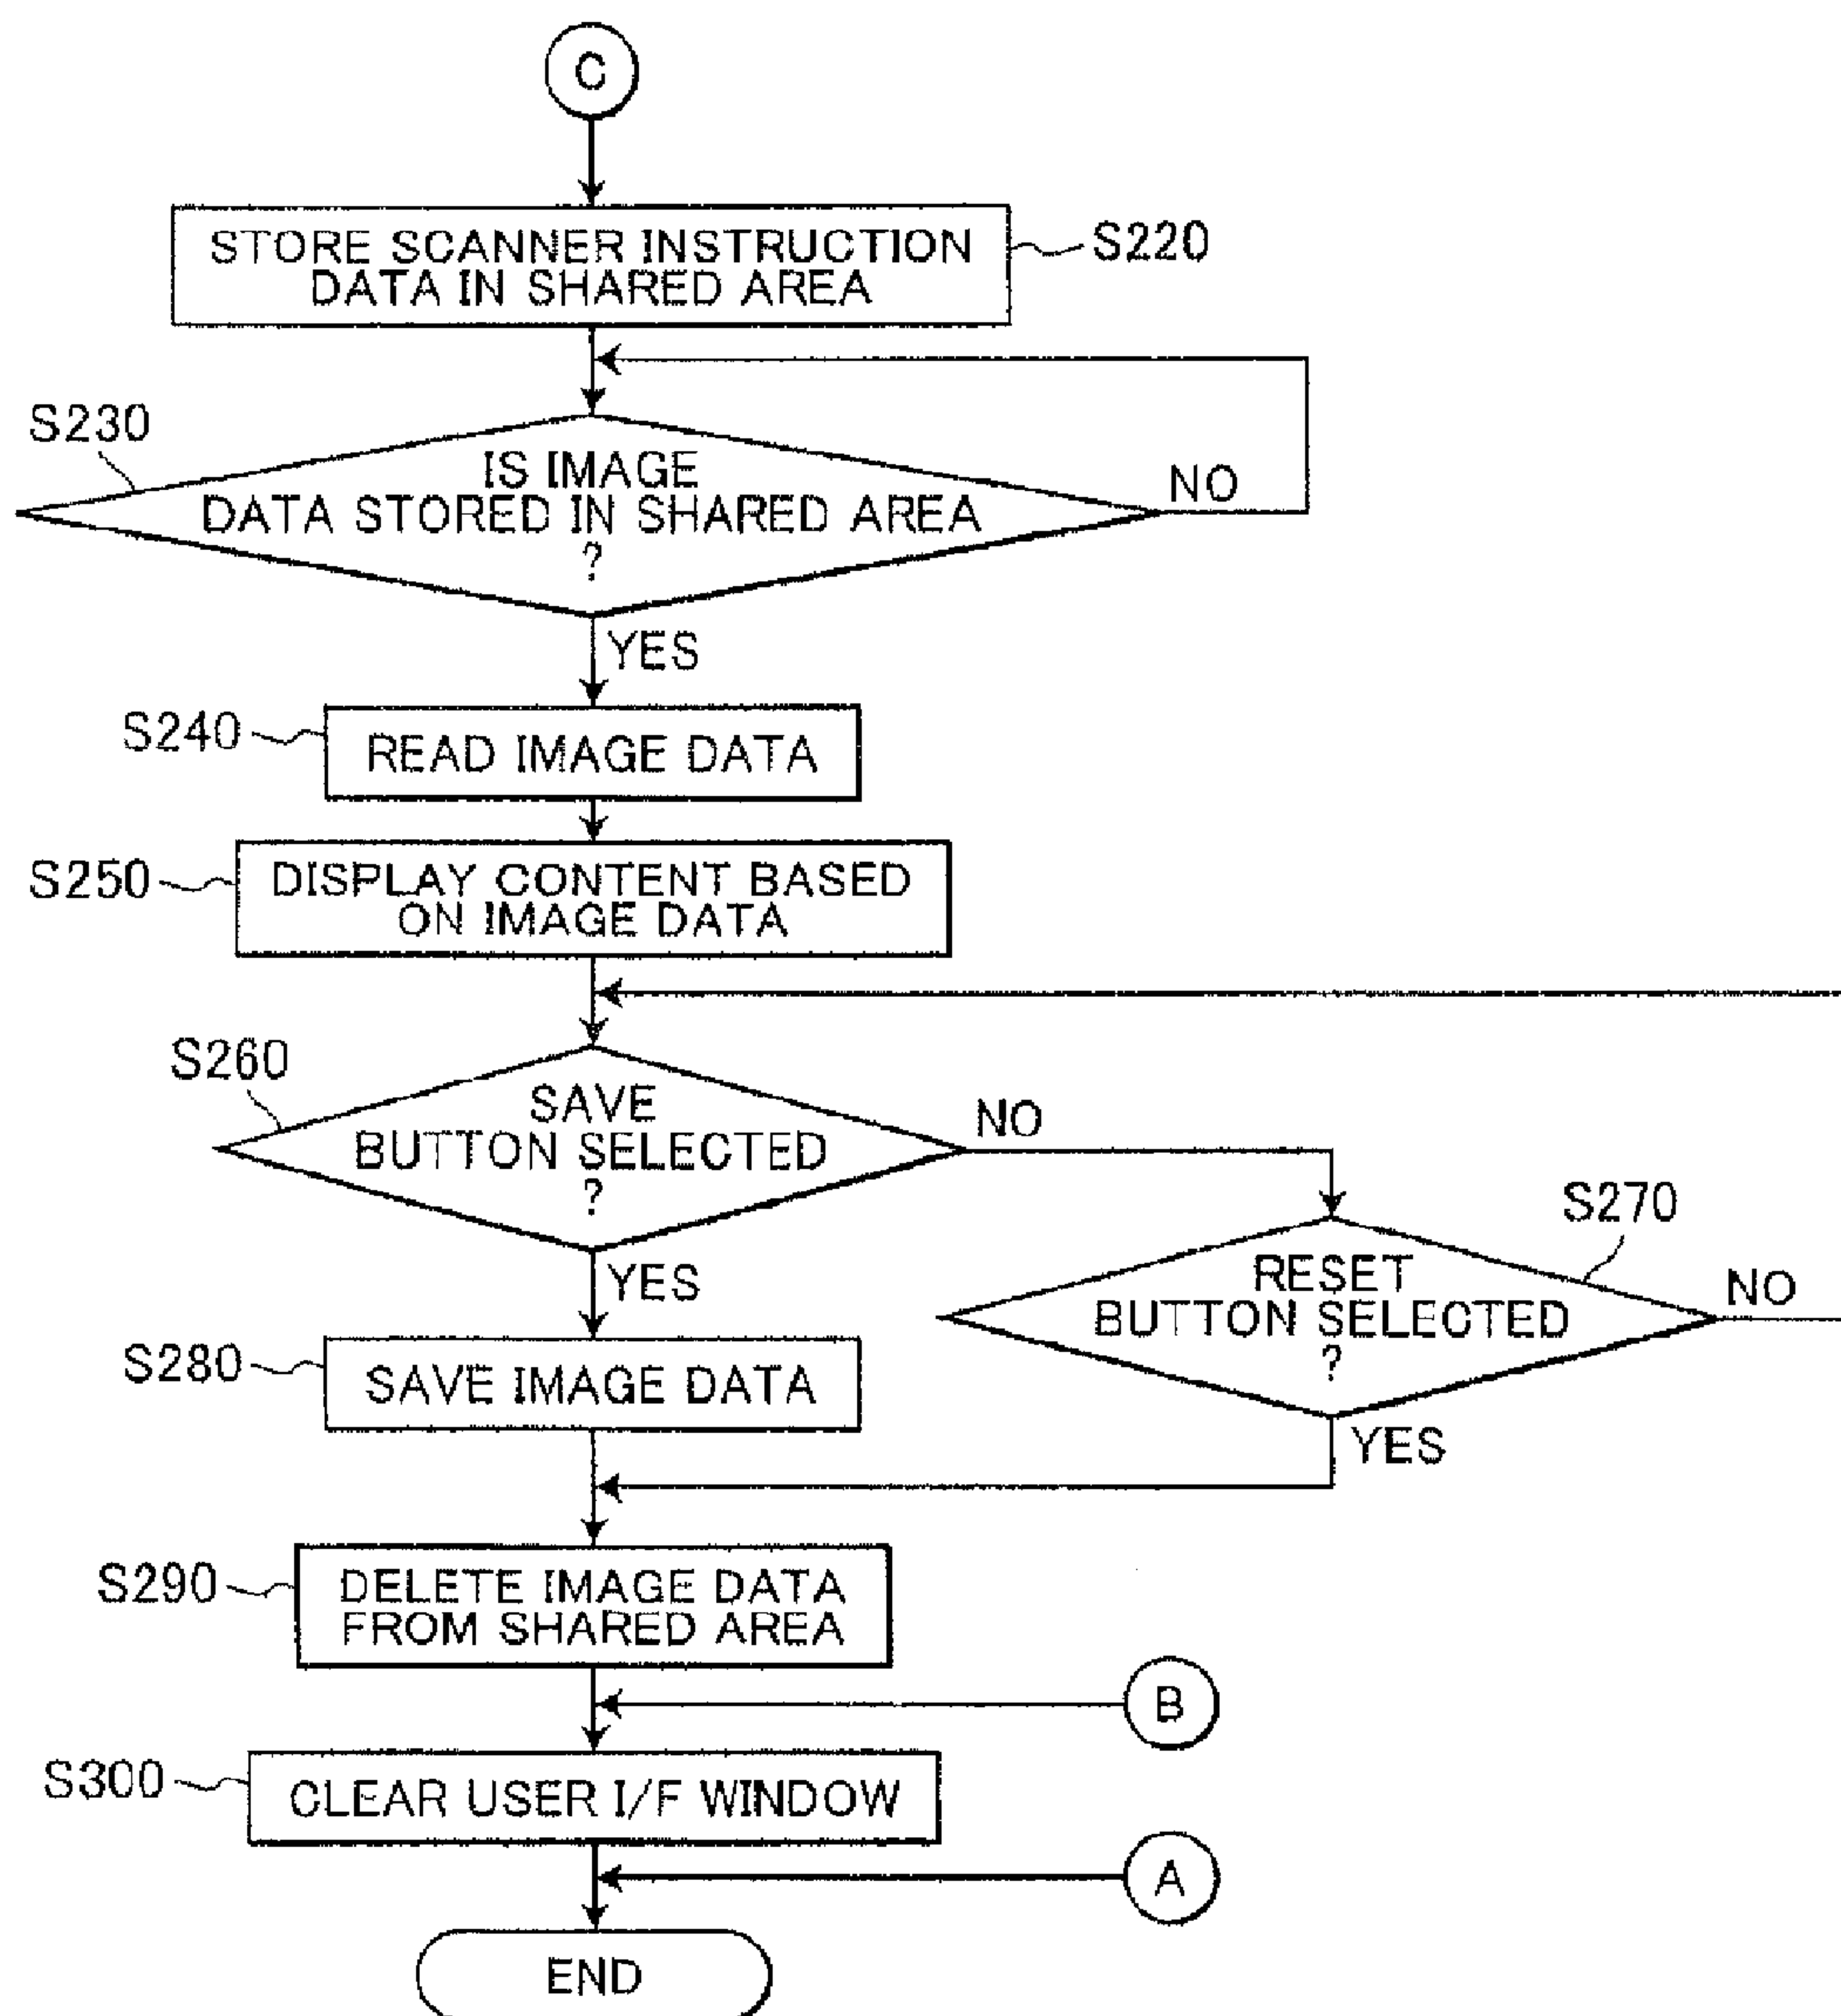 C
STORE SCANNER INSTRUCTION
DATA IN SHARED AREA
S220
S230
IS IMAGE
DATA STORED IN SHARED AREA
?
NO
YES
S240
READ IMAGE DATA
S250
DISPLAY CONTENT BASED
ON IMAGE DATA
S260
SAVE
BUTTON SELECTED
?
NO
S270
RESET
BUTTON SELECTED
?
NO
YES
S280
SAVE IMAGE DATA
YES
S290
DELETE IMAGE DATA
FROM SHARED AREA
B
S300
CLEAR USER I/F WINDOW
A
END